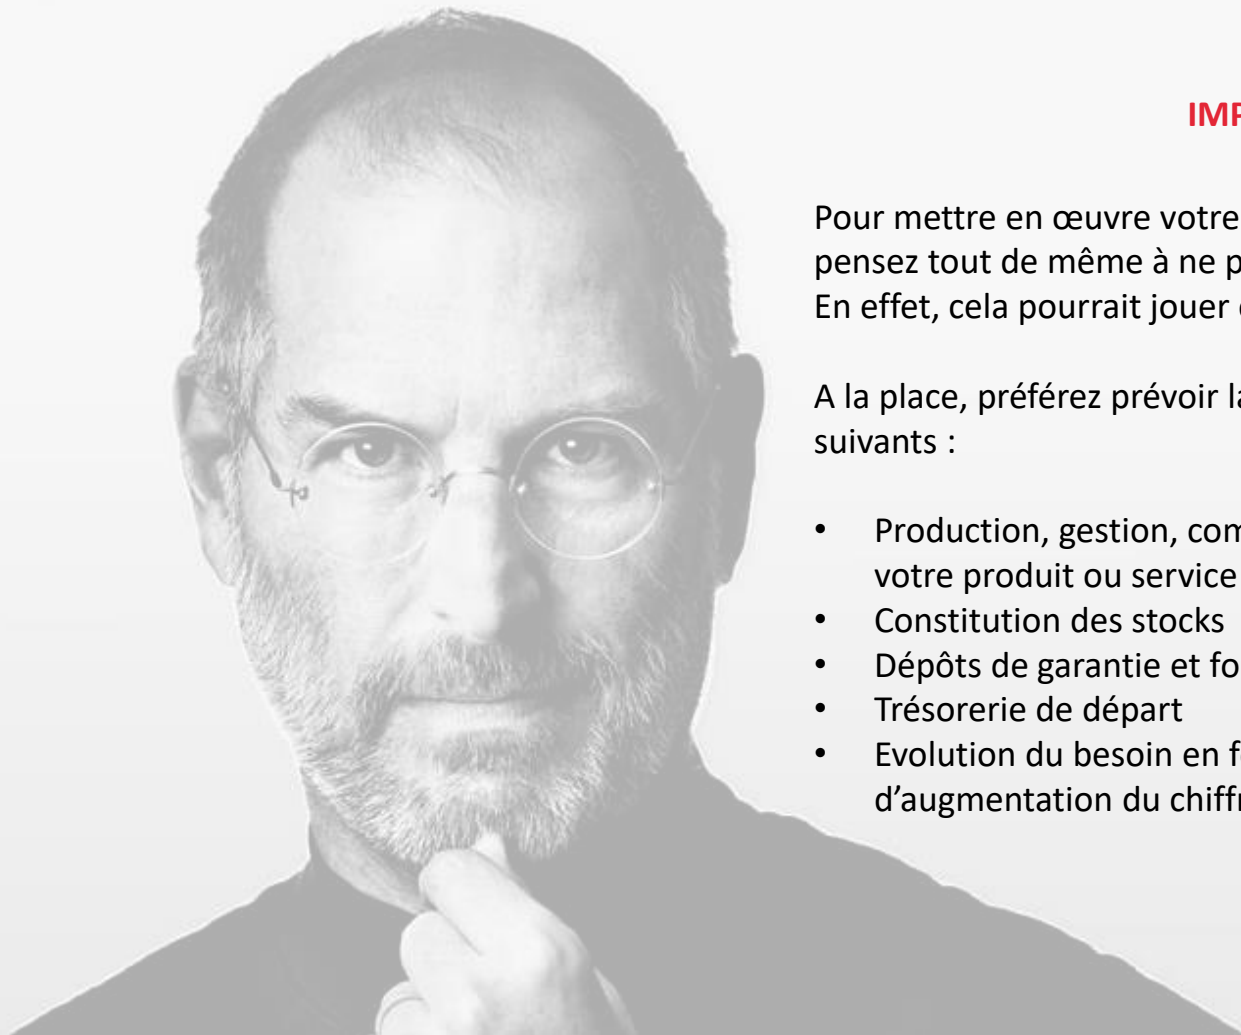 IMP
Pour mettre en œuvre votre
pensez tout de même à ne p
En effet, cela pourrait jouer
A la place, préférez prévoir la
suivants :
• Production, gestion, com
votre produit ou service
• Constitution des stocks
• Dépôts de garantie et fo
• Trésorerie de départ
• Evolution du besoin en f
d’augmentation du chiffr